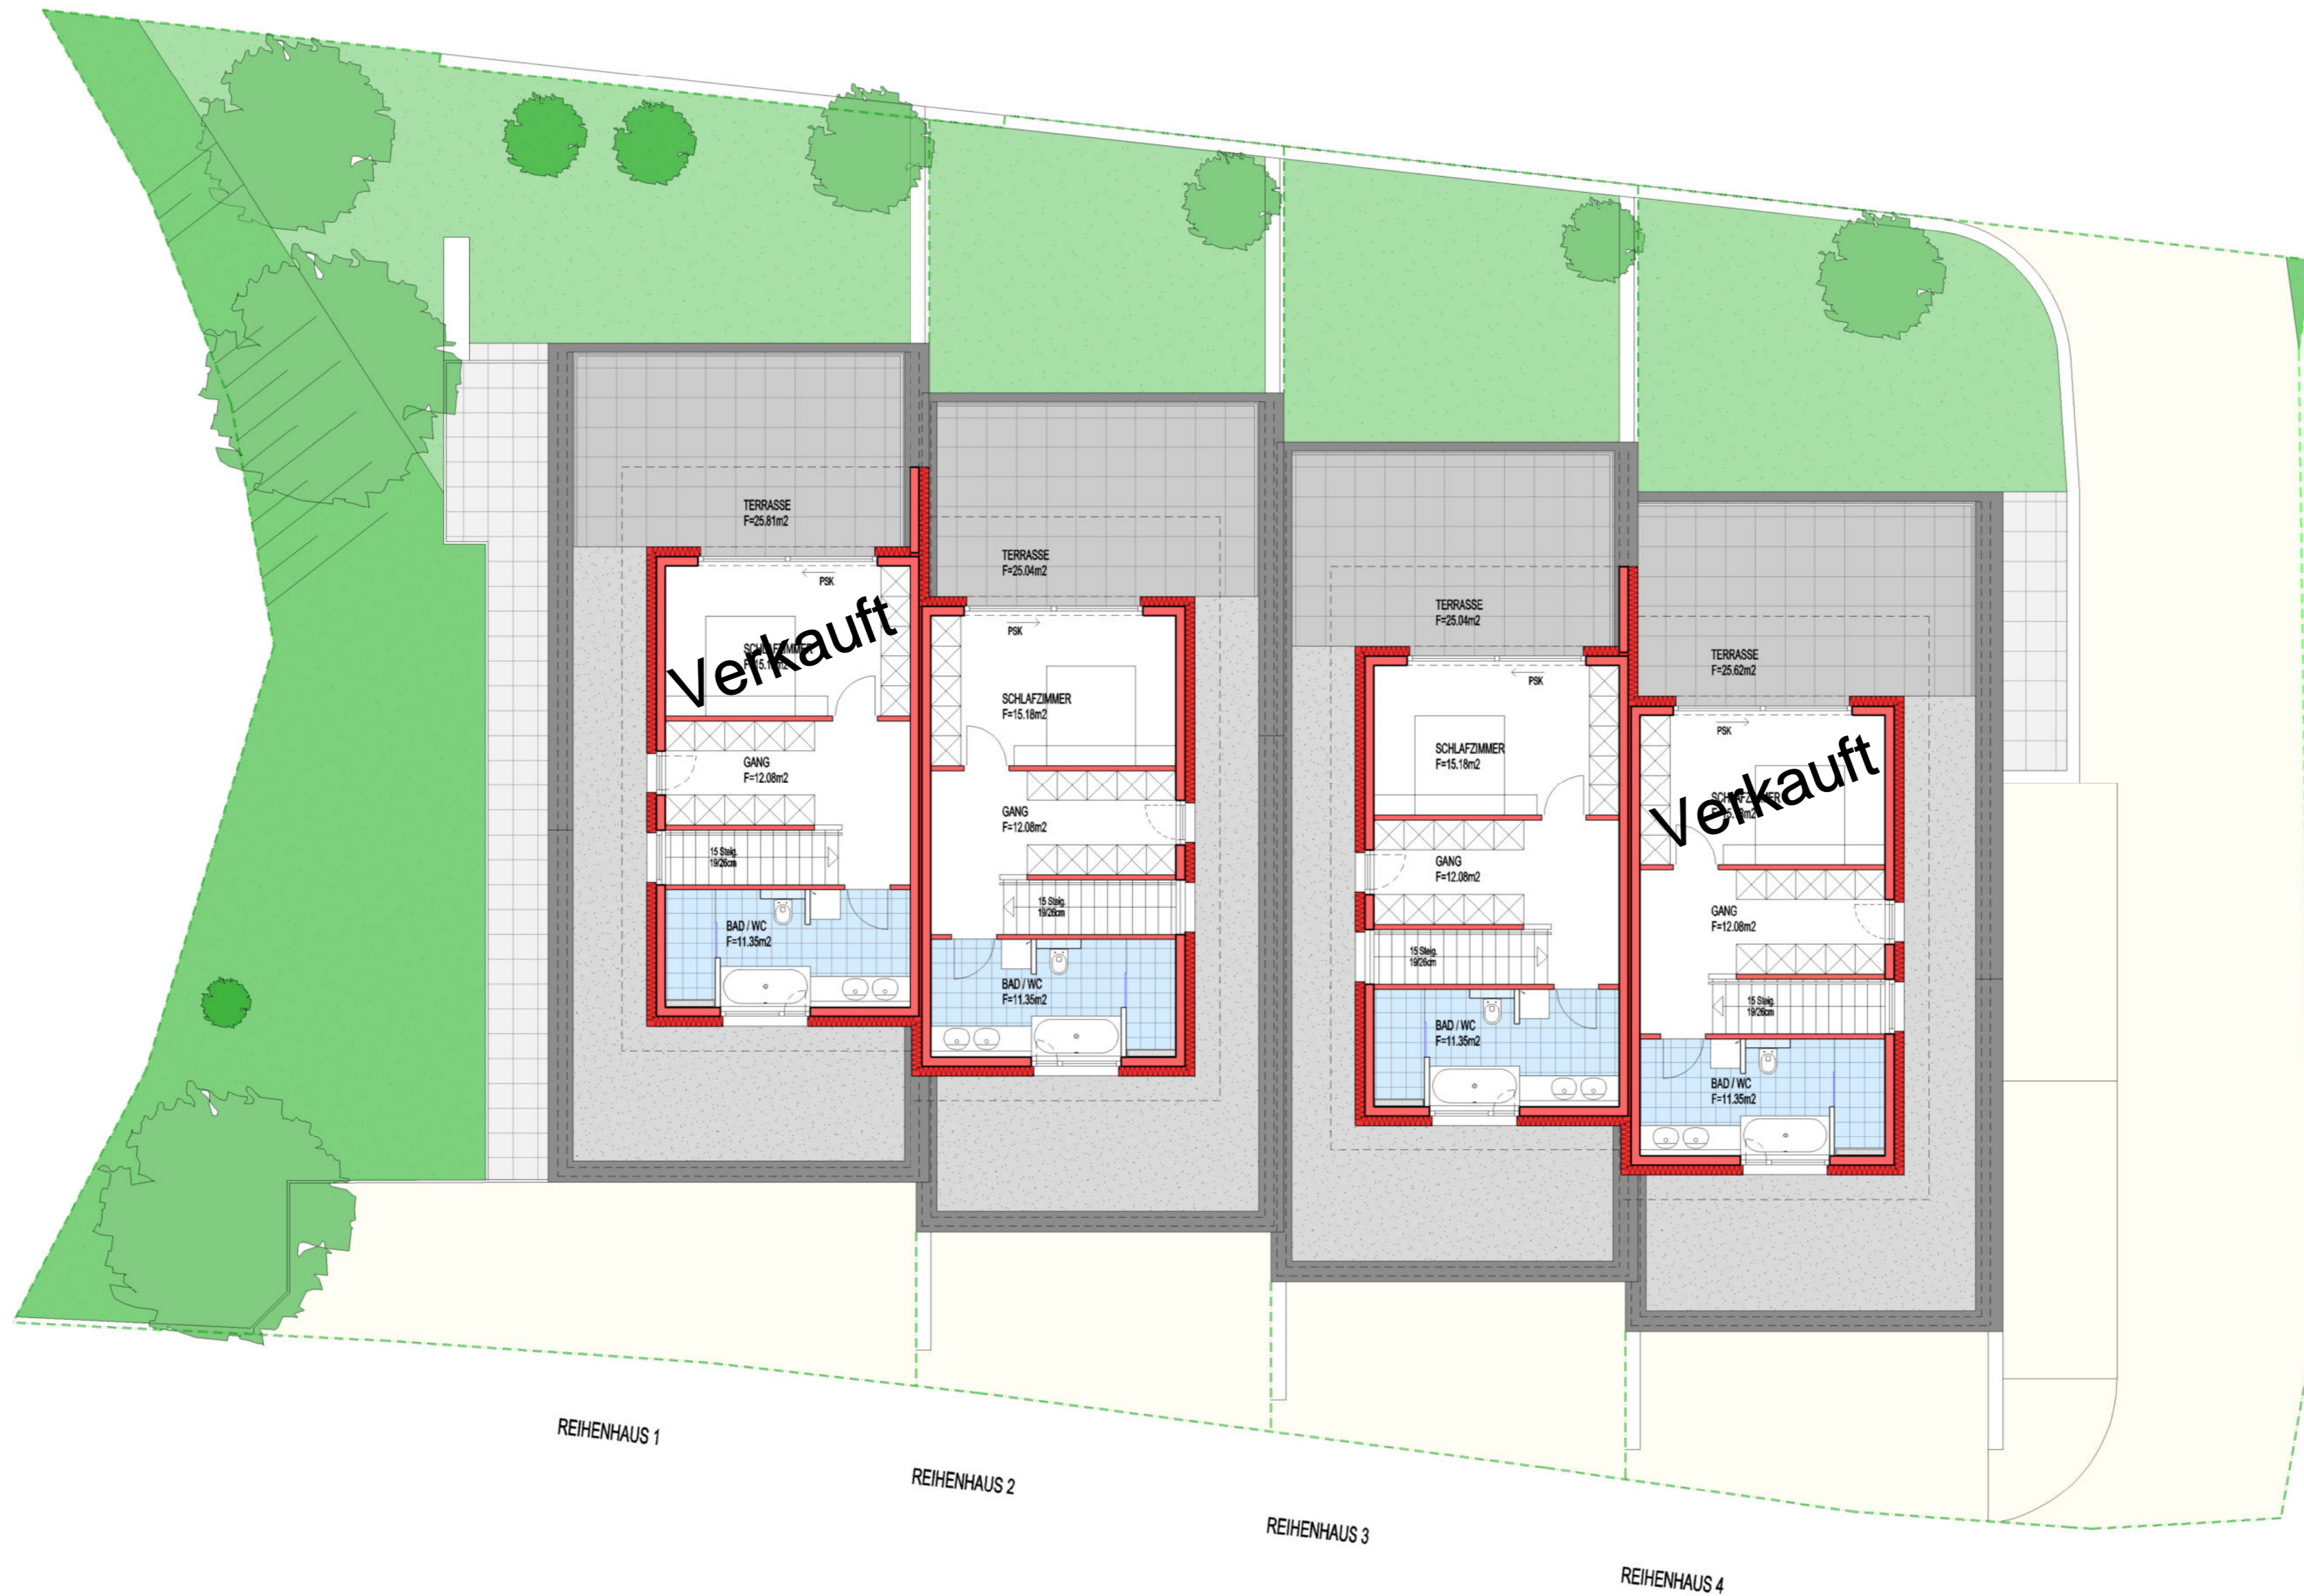 TERRASSE
F=25.81m2
PSK
Verkauft
SCHLAFZIMMER
GANG
F=12.08m2
15 Steig.
19/26cm
BAD / WC
F=11.35m2
TERRASSE
F=25.04m2
PSK
SCHLAFZIMMER
F=15.18m2
GANG
F=12.08m2
15 Steig.
19/26cm
BAD / WC
F=11.35m2
TERRASSE
F=25.04m2
PSK
SCHLAFZIMMER
F=15.18m2
GANG
F=12.08m2
15 Steig.
19/26cm
BAD / WC
F=11.35m2
TERRASSE
F=25.62m2
PSK
Verkauft
SCHLAFZIMMER
GANG
F=12.08m2
15 Steig.
19/26cm
BAD / WC
F=11.35m2
REIHENHAUS 1
REIHENHAUS 2
REIHENHAUS 3
REIHENHAUS 4